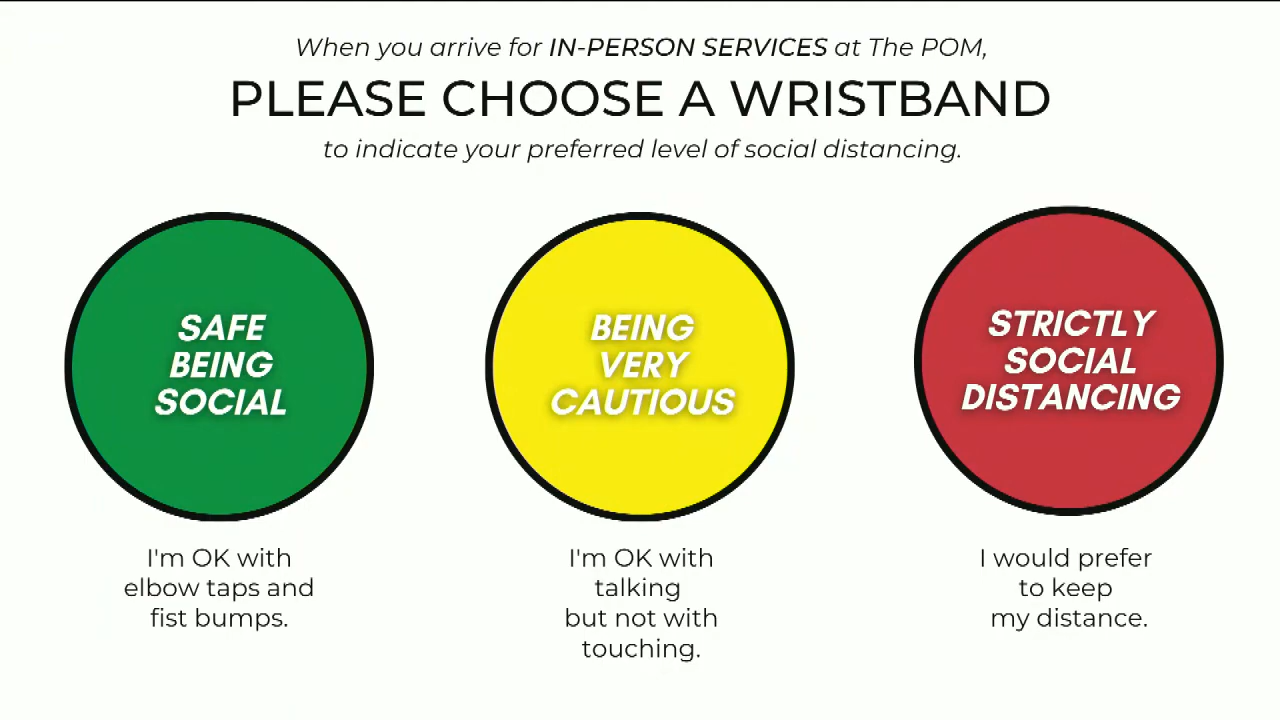 When you arrive for IN-PERSON SERVICES at The POM,
PLEASE CHOOSE A WRISTBAND
to indicate your preferred level of social distancing.
SAFE
BEING
SOCIAL
I'm OK with
elbow taps and
fist bumps.
BEING
VERY
CAUTIOUS
I'm OK with
talking
but not with
touching.
STRICTLY
SOCIAL
DISTANCING
I would prefer
to keep
my distance.